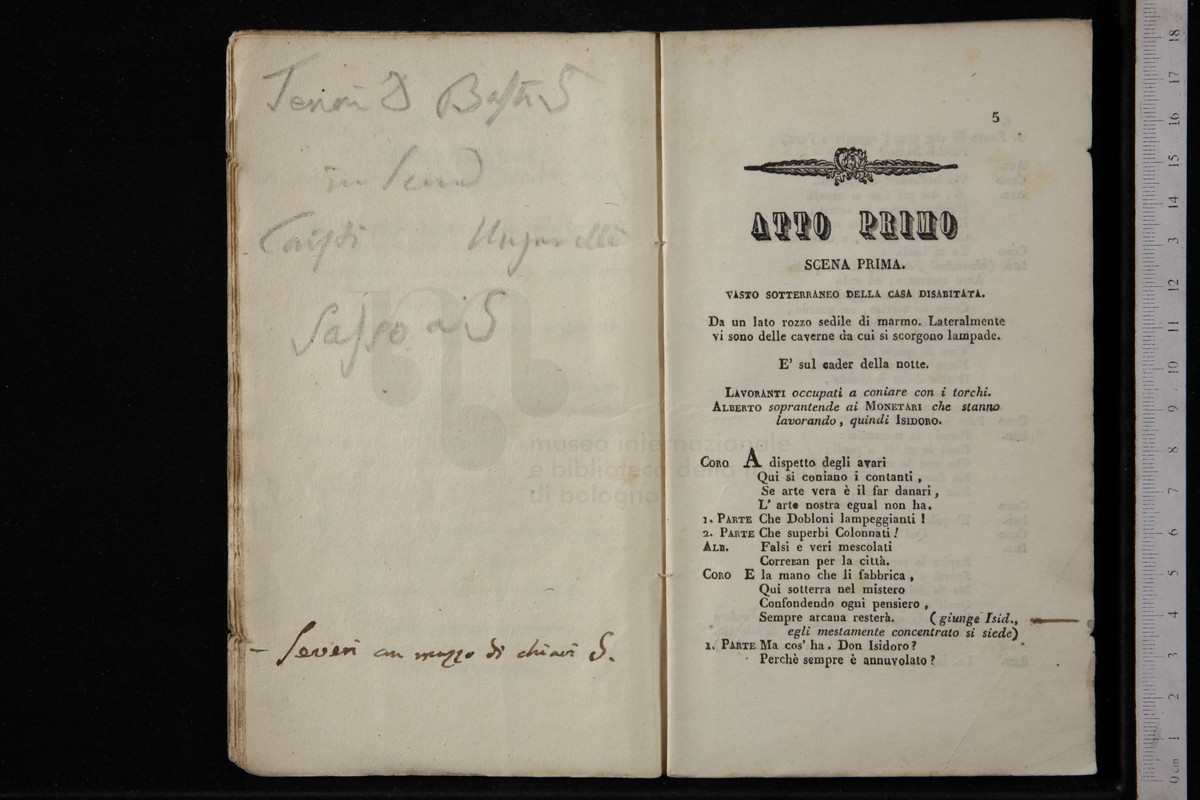 Tenori D Bassi S
in scena
Ungarelli
Sasso a S
museo internazionale
e biblioteca della
di bologna
– Severi con mazzo di chiavi S.
5
ATTO PRIMO
SCENA PRIMA.
VASTO SOTTERRANEO DELLA CASA DISABITATA.
Da un lato rozzo sedile di marmo. Lateralmente
vi sono delle caverne da cui si scorgono lampade.
E' sul cader della notte.
LAVORANTI occupati a coniare con i torchi.
ALBERTO soprantende ai MONETARI che stanno
lavorando, quindi ISIDORO.
CORO A dispetto degli avari
Qui si coniano i contanti,
Se arte vera è il far danari,
L' arte nostra egual non ha.
1. PARTE Che Dobloni lampeggianti!
2. PARTE Che superbi Colonnati!
ALB. Falsi e veri mescolati
Correran per la città.
CORO E la mano che li fabbrica,
Qui sotterra nel mistero
Confondendo ogni pensiero,
Sempre arcana resterà. (giunge Isid.,
egli mestamente concentrato si siede)
1. PARTE Ma cos' ha. Don Isidoro?
Perchè sempre è annuvolato?